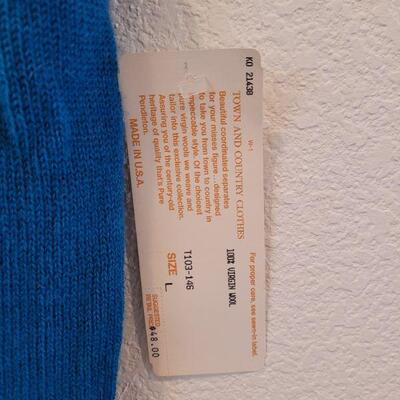 KO 21438
W-1
TOWN AND COUNTRY CLOTHES
Beautiful coordinated separates
for your misses figure...designed
to take you from town to country in
impeccable style. Of the choicest
pure virgin wools we weave and
tailor into this exclusive collection.
Assuring you of the century-old
heritage of quality that's Pure
Pendleton.
MADE IN U.S.A.
For proper care, see sewn-in label.
100% VIRGIN WOOL
T103-146
SIZE L
SUGGESTED
RETAIL PRICE $48.00